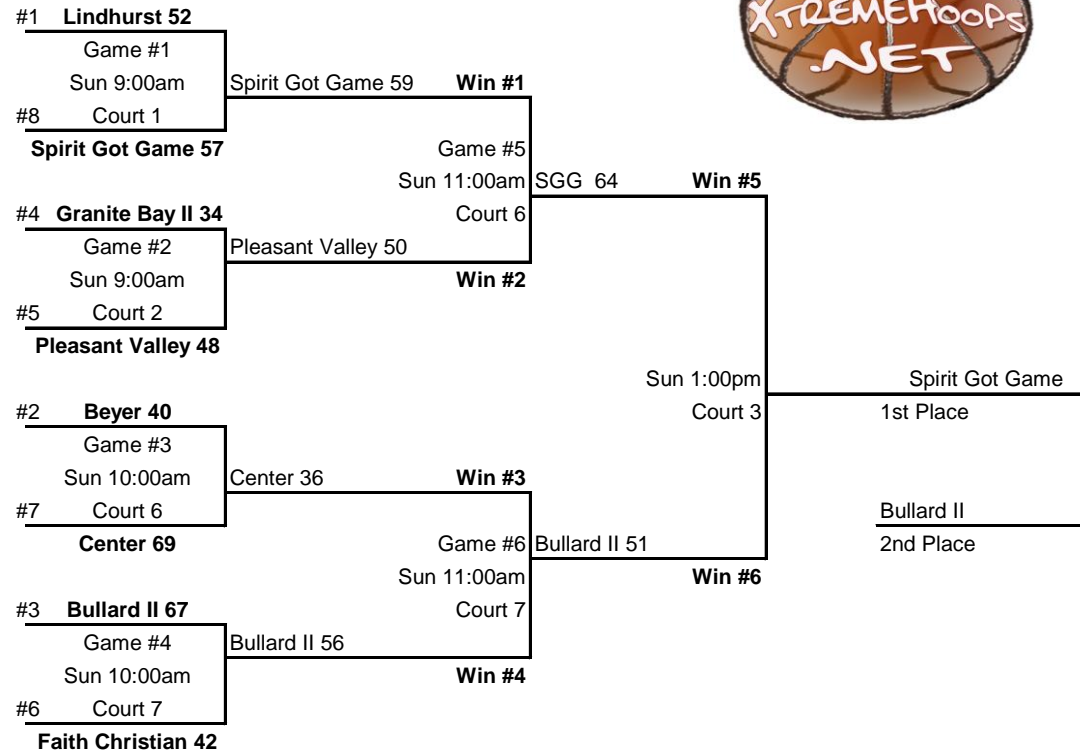 XTREMEHOOPS
.NET
#1 Lindhurst 52
Game #1
Sun 9:00am
#8 Court 1
Spirit Got Game 57
Spirit Got Game 59 Win #1
Game #5
Sun 11:00am
Court 6
#4 Granite Bay II 34
Game #2
Sun 9:00am
#5 Court 2
Pleasant Valley 48
Pleasant Valley 50
Win #2
SGG 64 Win #5
Sun 1:00pm
Court 3
Spirit Got Game
1st Place
#2 Beyer 40
Game #3
Sun 10:00am
#7 Court 6
Center 69
Center 36 Win #3
Game #6
Sun 11:00am
Court 7
Bullard II 51
Win #6
Bullard II
2nd Place
#3 Bullard II 67
Game #4
Sun 10:00am
#6 Court 7
Faith Christian 42
Bullard II 56
Win #4